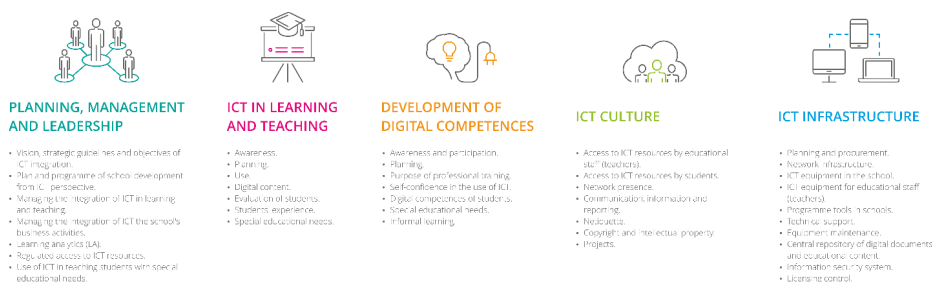 PLANNING, MANAGEMENT
AND LEADERSHIP
• Vision, strategic guidelines and objectives of
ICT integration.
• Plan and programme of school development
from ICT perspective.
• Managing the integration of ICT in learning
and teaching.
• Managing the integration of ICT the school's
business activities.
• Learning analytics (LA).
• Regulated access to ICT resources.
• Use of ICT in teaching students with special
educational needs.
ICT IN LEARNING
AND TEACHING
• Awareness.
• Planning.
• Use.
• Digital content.
• Evaluation of students.
• Students' experience.
• Special educational needs.
DEVELOPMENT OF
DIGITAL COMPETENCES
• Awareness and participation.
• Planning.
• Purpose of professional training.
• Self-confidence in the use of ICT.
• Digital competences of students.
• Special educational needs.
• Informal learning.
ICT CULTURE
• Access to ICT resources by educational
staff (teachers).
• Access to ICT resources by students.
• Network presence.
• Communication, information and
reporting.
• Netiquette.
• Copyright and intellectual property
• Projects.
ICT INFRASTRUCTURE
• Planning and procurement.
• Network infrastructure.
• ICT equipment in the school.
• ICT equipment for educational staff
(teachers)
• Programme tools in schools.
• Technical support.
• Equipment maintenance.
• Central repository of digital documents
and educational content.
• Information security system.
• Licensing control.